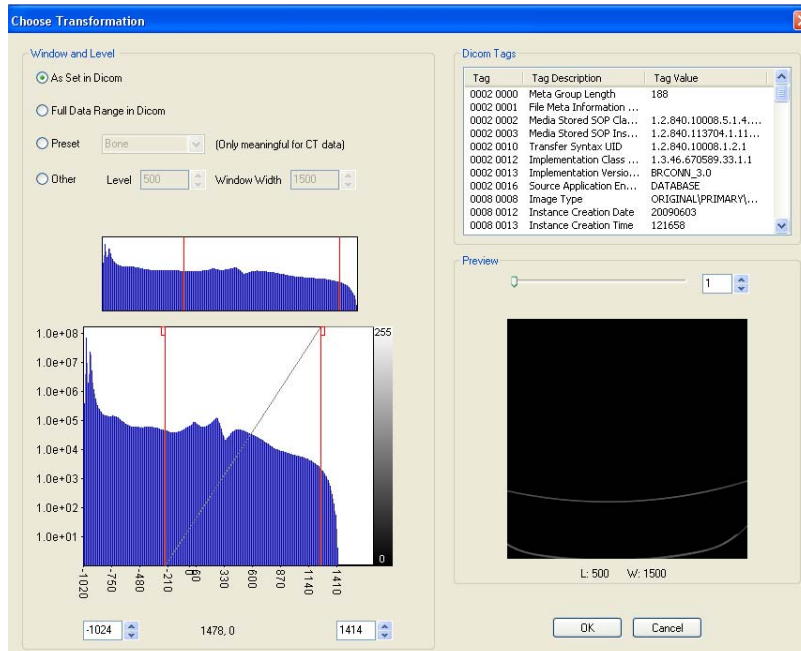 Choose Transformation
Window and Level
As Set in Dicom
Full Data Range in Dicom
Preset Bone (Only meaningful for CT data)
Other Level 500 Window Width 1500
1.0e+08
1.0e+07
1.0e+06
1.0e+05
1.0e+04
1.0e+03
1.0e+02
1.0e+01
255
0
-1020 -750 -480 -210 60 330 600 870 1140 1410
-1024 1478, 0 1414
Dicom Tags
Tag Tag Description Tag Value
0002 0000 Meta Group Length 188
0002 0001 File Meta Information ...
0002 0002 Media Stored SOP Cla... 1.2.840.10008.5.1.4....
0002 0003 Media Stored SOP Ins... 1.2.840.113704.1.11...
0002 0010 Transfer Syntax UID 1.2.840.10008.1.2.1
0002 0012 Implementation Class ... 1.3.46.670589.33.1.1
0002 0013 Implementation Versio... BRCONN_3.0
0002 0016 Source Application En... DATABASE
0008 0008 Image Type ORIGINAL\PRIMARY\...
0008 0012 Instance Creation Date 20090603
0008 0013 Instance Creation Time 121658
Preview
1
L: 500 W: 1500
OK Cancel